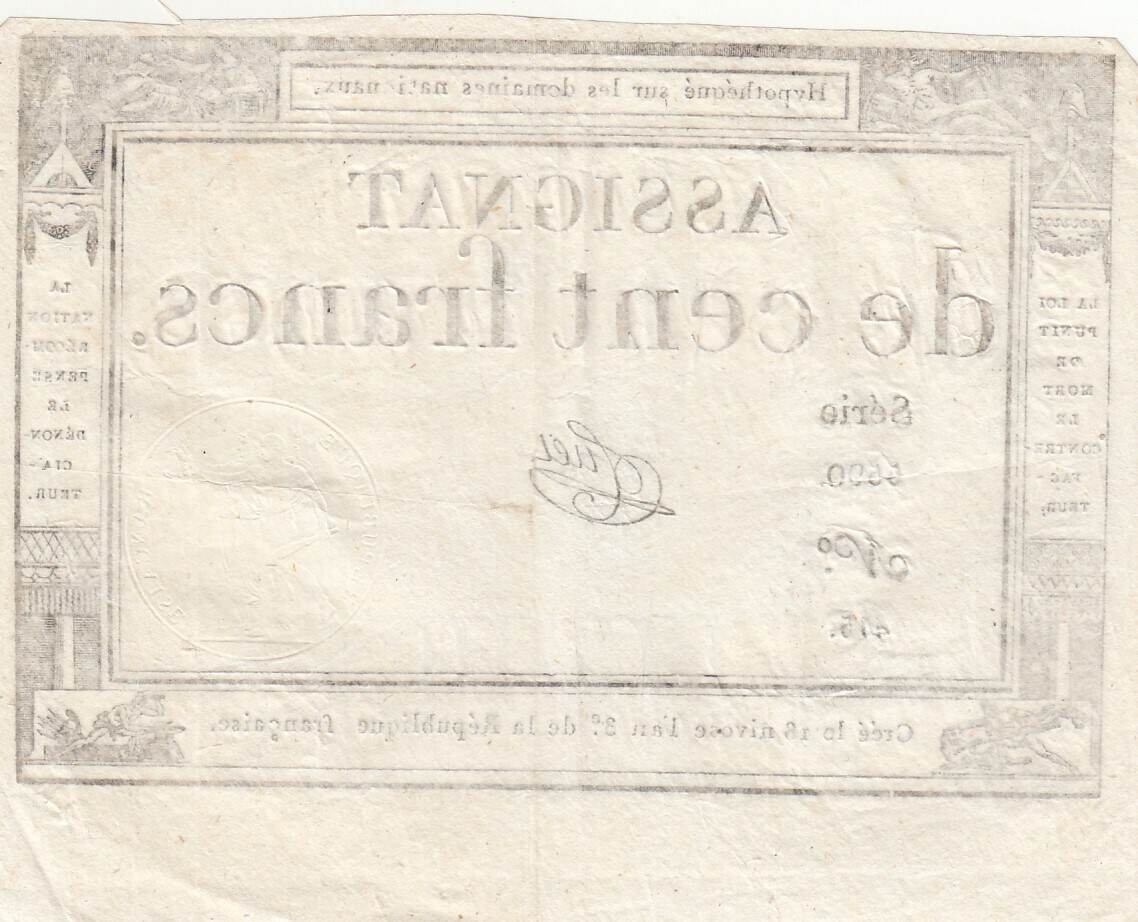 Hypothéqué sur les domaines nationaux.
ASSIGNAT
de cent francs.
Série
Nº.
LA LOI
PUNIT
DE
MORT
LE
CONTRE-
FAC-
TEUR;
LA
NATION
RÉCOM-
PENSE
LE
DÉNON-
CIA-
TEUR.
Créé le 18 nivose l'an 3ᵉ. de la République française.